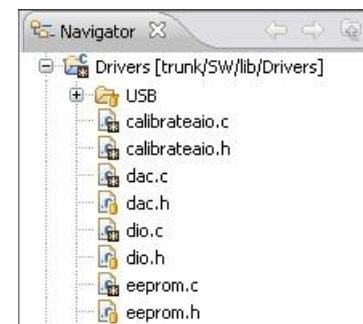 Navigator
Drivers [trunk/SW/lib/Drivers]
USB
calibrateaio.c
calibrateaio.h
dac.c
dac.h
dio.c
dio.h
eeprom.c
eeprom.h